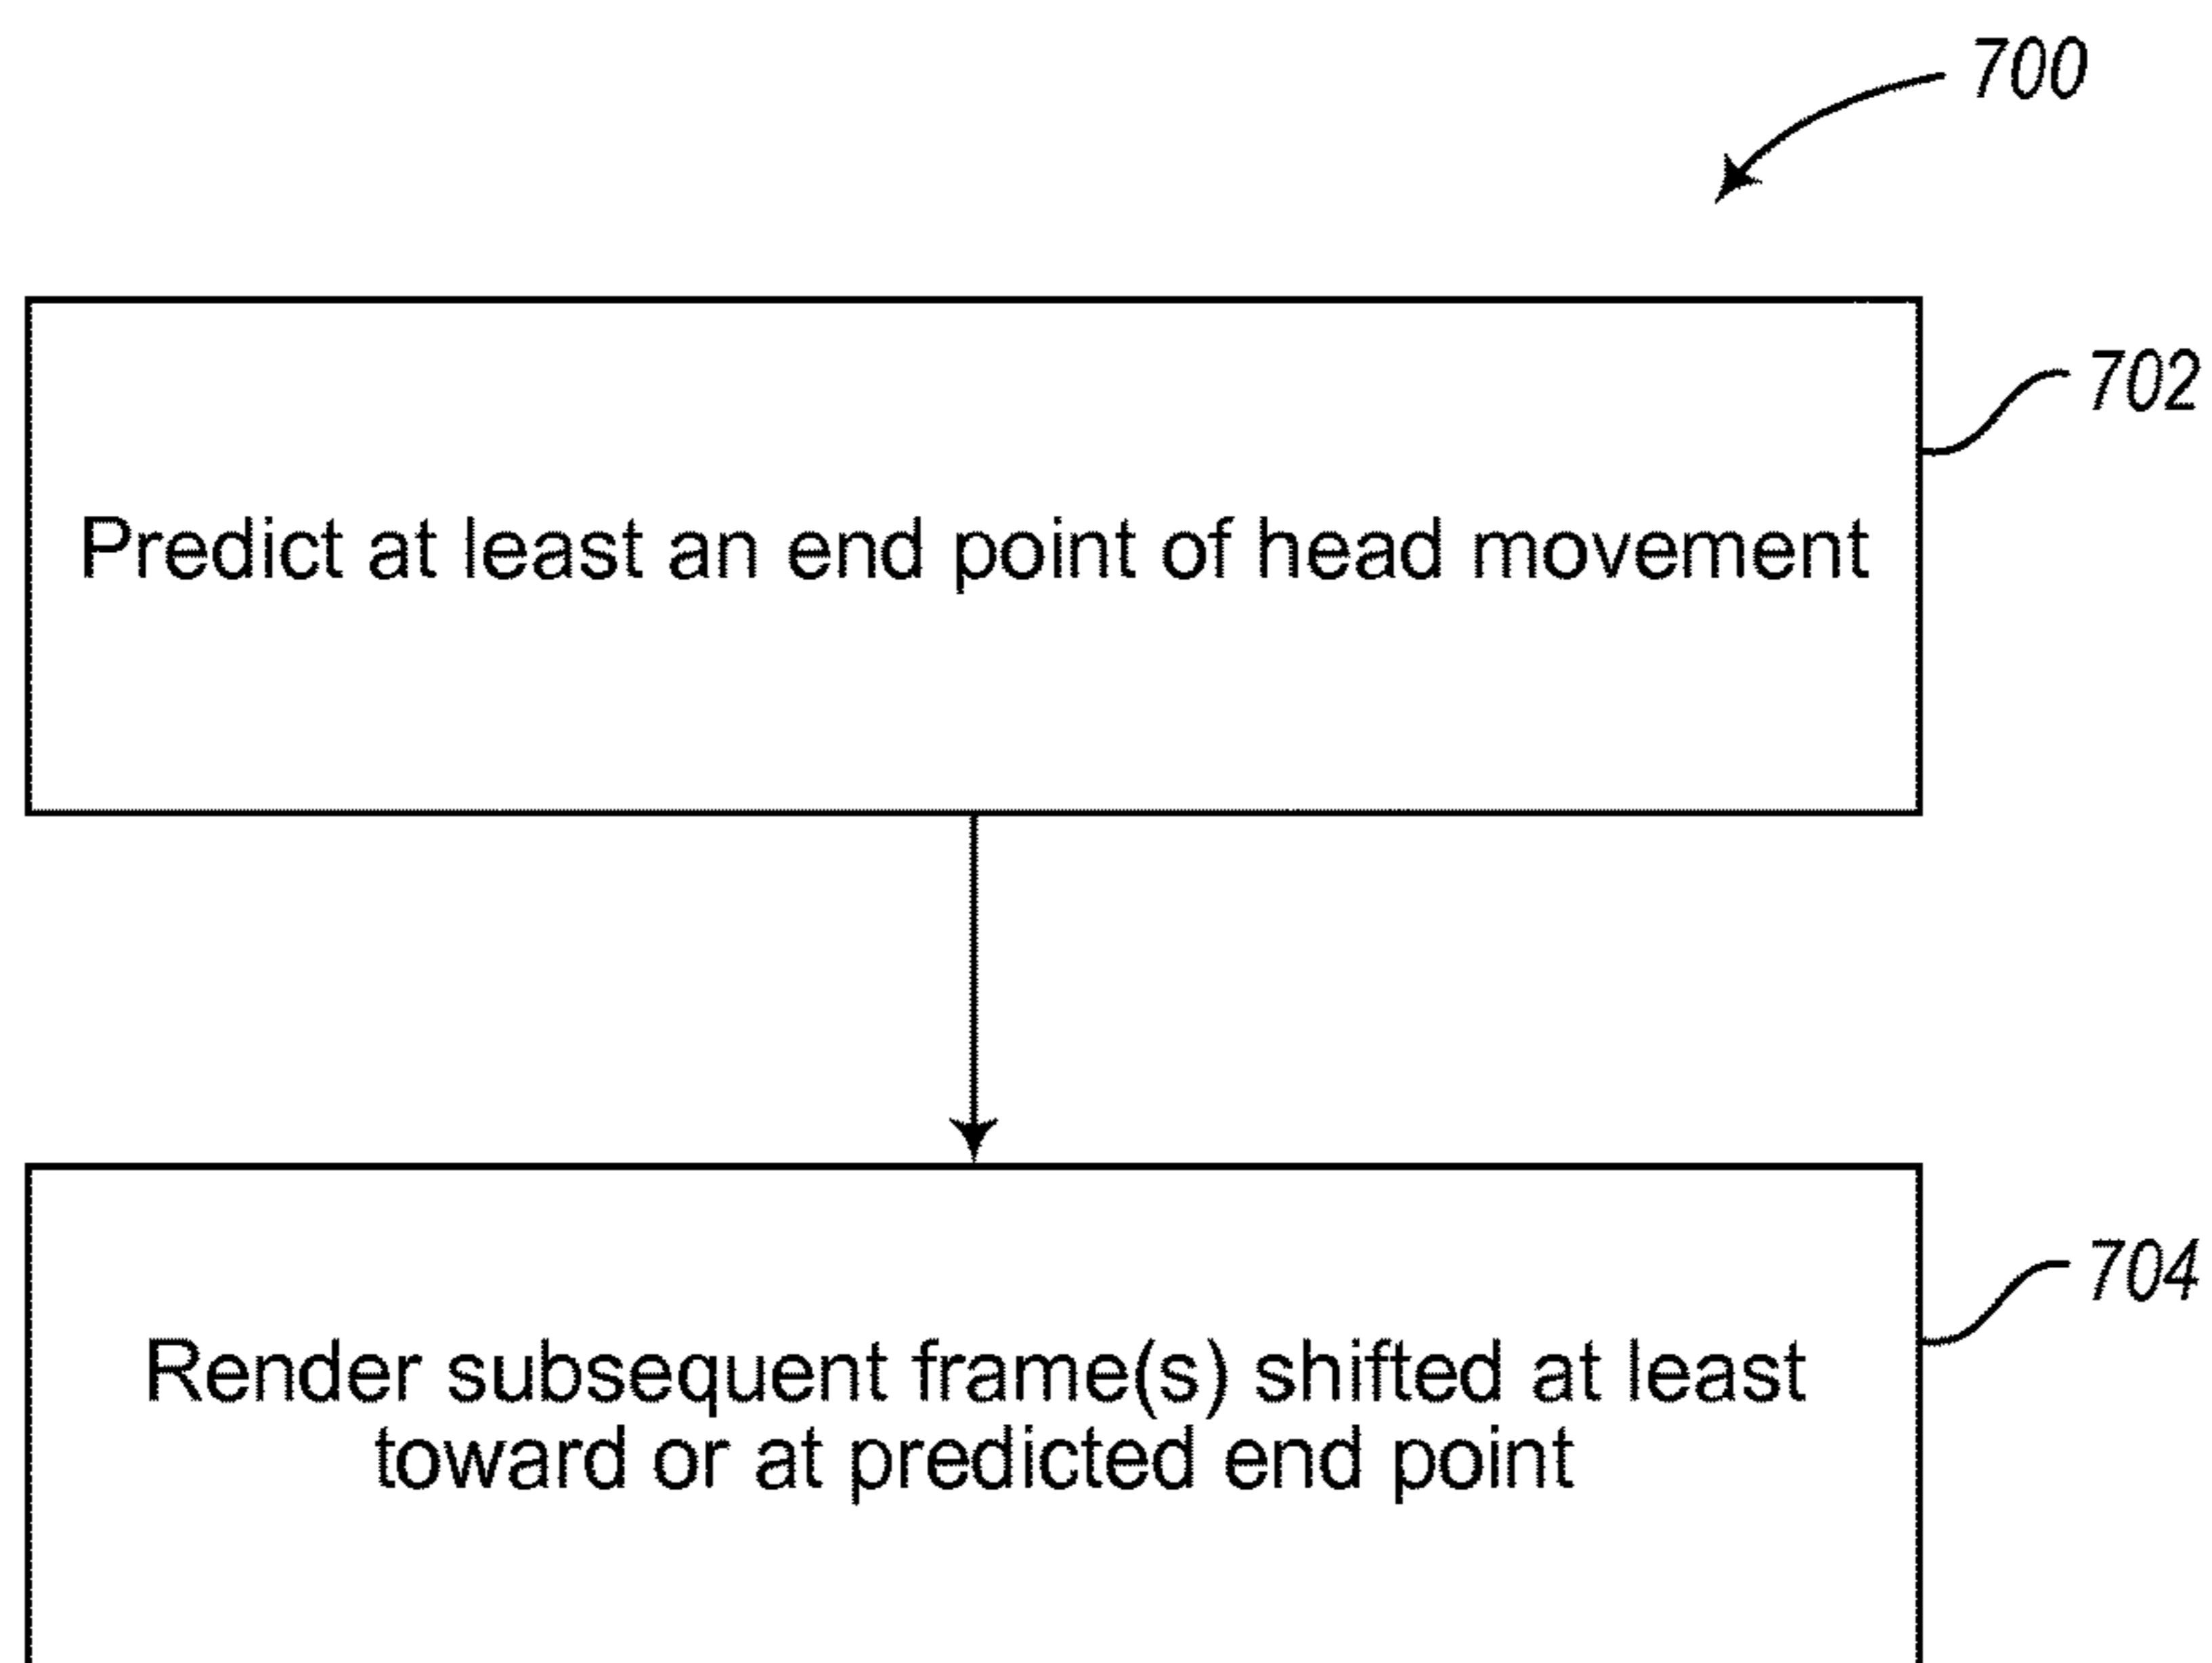 700
702
Predict at least an end point of head movement
704
Render subsequent frame(s) shifted at least
toward or at predicted end point